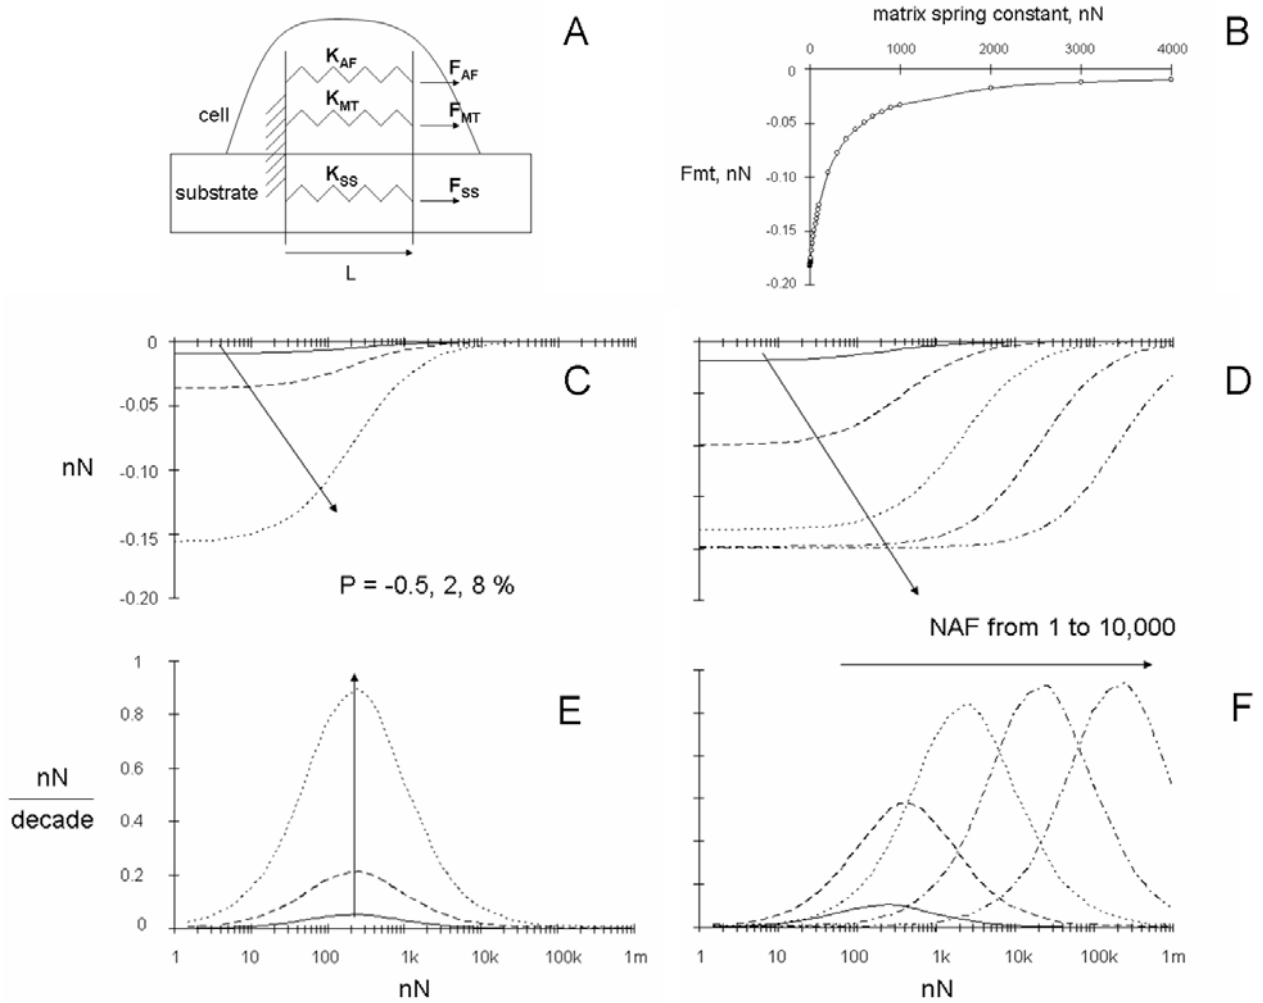 A
K_AF
F_AF
cell
K_MT
F_MT
substrate
K_SS
F_SS
L
matrix spring constant, nN
B
0 1000 2000 3000 4000
0
-0.05
-0.10
-0.15
-0.20
Fmt, nN
C
0
-0.05
-0.10
-0.15
-0.20
nN
P = -0.5, 2, 8 %
D
NAF from 1 to 10,000
E
1
0.8
0.6
0.4
0.2
0
nN
decade
1 10 100 1k 10k 100k 1m
nN
F
1 10 100 1k 10k 100k 1m
nN